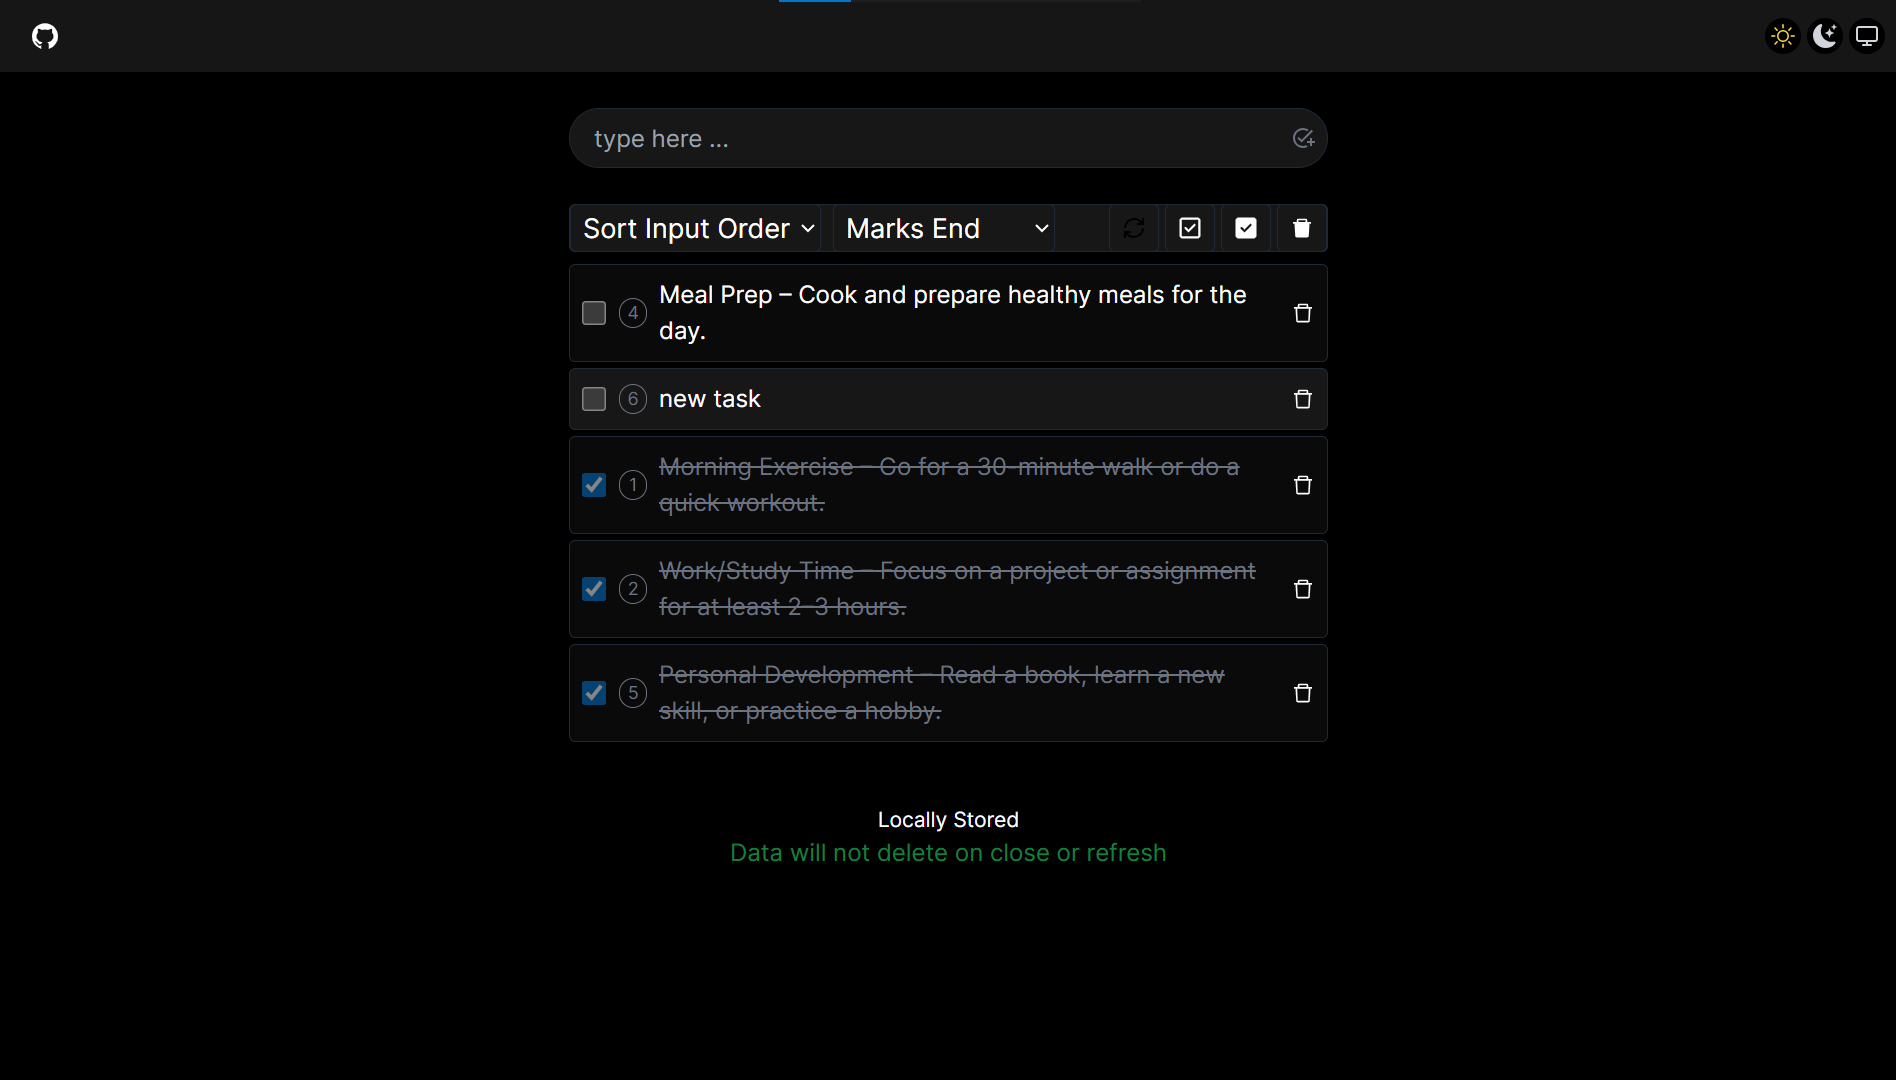 type here ...
Sort Input Order
Marks End
4
Meal Prep – Cook and prepare healthy meals for the
day.
6
new task
1
Morning Exercise – Go for a 30-minute walk or do a
quick workout.
2
Work/Study Time – Focus on a project or assignment
for at least 2–3 hours.
5
Personal Development – Read a book, learn a new
skill, or practice a hobby.
Locally Stored
Data will not delete on close or refresh